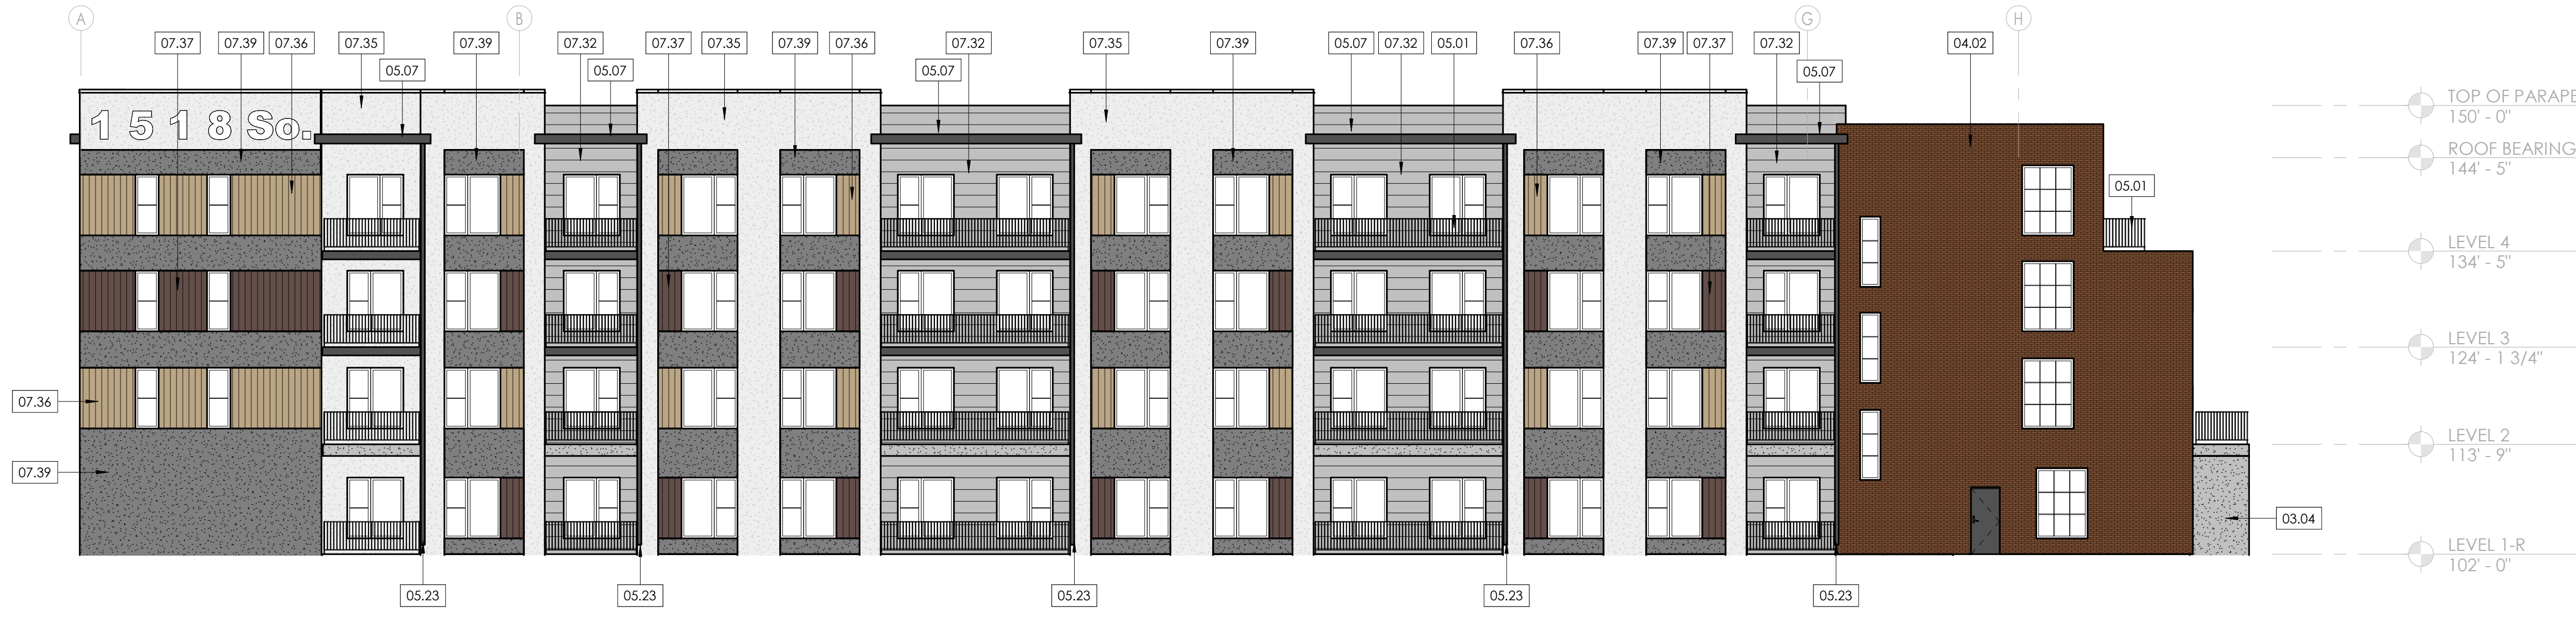 A
B
G
H
07.37
07.39
07.36
07.35
07.39
07.32
07.37
07.35
07.39
07.36
07.32
07.35
07.39
05.07
07.32
05.01
07.36
07.39
07.37
07.32
04.02
05.07
05.07
05.07
05.07
1518 So.
TOP OF PARAPE
150' - 0"
ROOF BEARING
144' - 5"
05.01
LEVEL 4
134' - 5"
LEVEL 3
124' - 1 3/4"
07.36
LEVEL 2
113' - 9"
07.39
03.04
LEVEL 1-R
102' - 0"
05.23
05.23
05.23
05.23
05.23